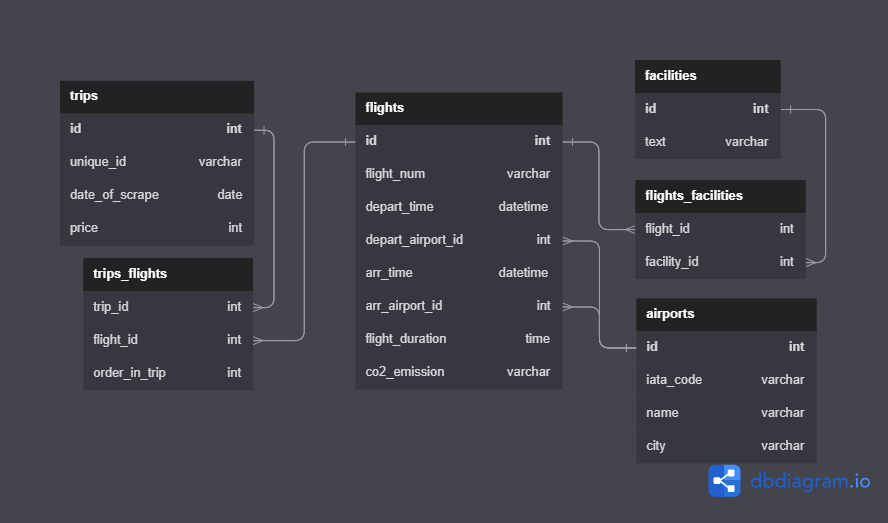 trips
id int
unique_id varchar
date_of_scrape date
price int
trips_flights
trip_id int
flight_id int
order_in_trip int
flights
id int
flight_num varchar
depart_time datetime
depart_airport_id int
arr_time datetime
arr_airport_id int
flight_duration time
co2_emission varchar
facilities
id int
text varchar
flights_facilities
flight_id int
facility_id int
airports
id int
iata_code varchar
name varchar
city varchar
dbdiagram.io